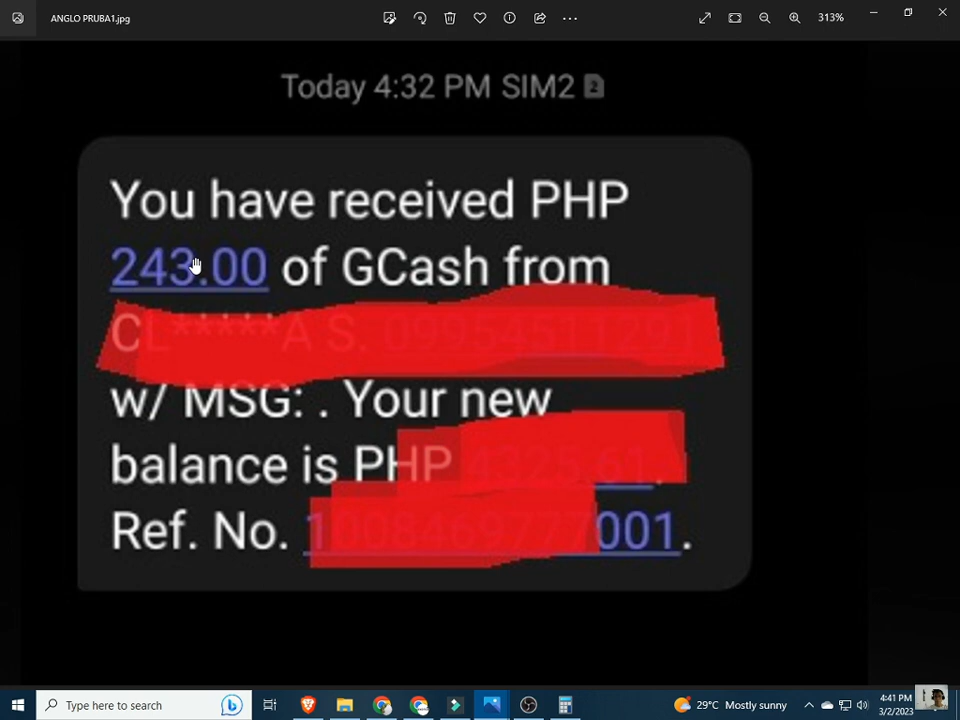 ANGLO PRUBA1.jpg
313%
Today 4:32 PM SIM2 2
You have received PHP
243.00 of GCash from
w/ MSG: . Your new
balance is PHP
Ref. No. 001.
Type here to search
29°C Mostly sunny
4:41 PM
3/2/2023